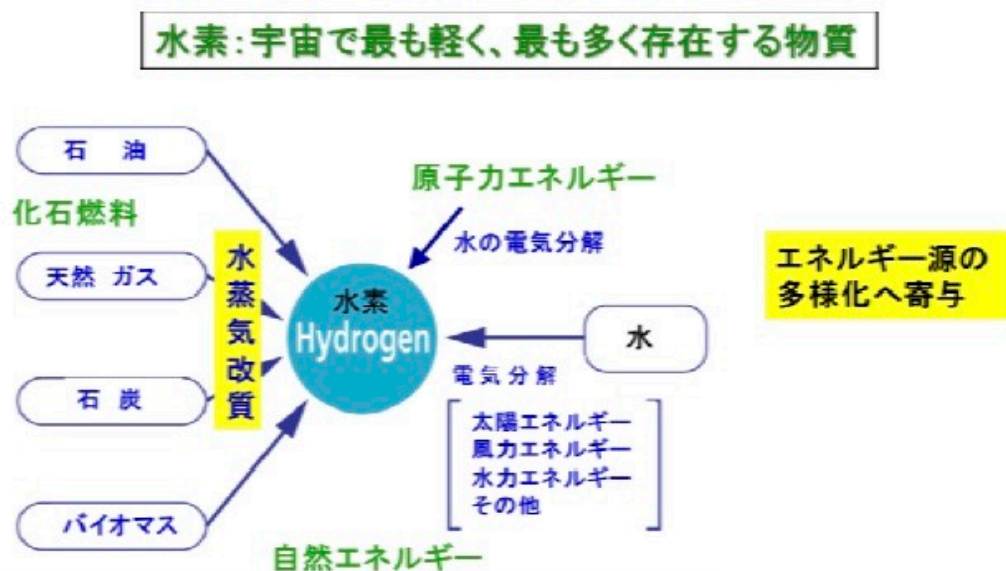 水素:宇宙で最も軽く、最も多く存在する物質
石 油
化石燃料
天然 ガス
石 炭
バイオマス
水蒸気改質
水素
Hydrogen
原子力エネルギー
水の電気分解
水
電気分解
太陽エネルギー
風力エネルギー
水力エネルギー
その他
自然エネルギー
エネルギー源の
多様化へ寄与